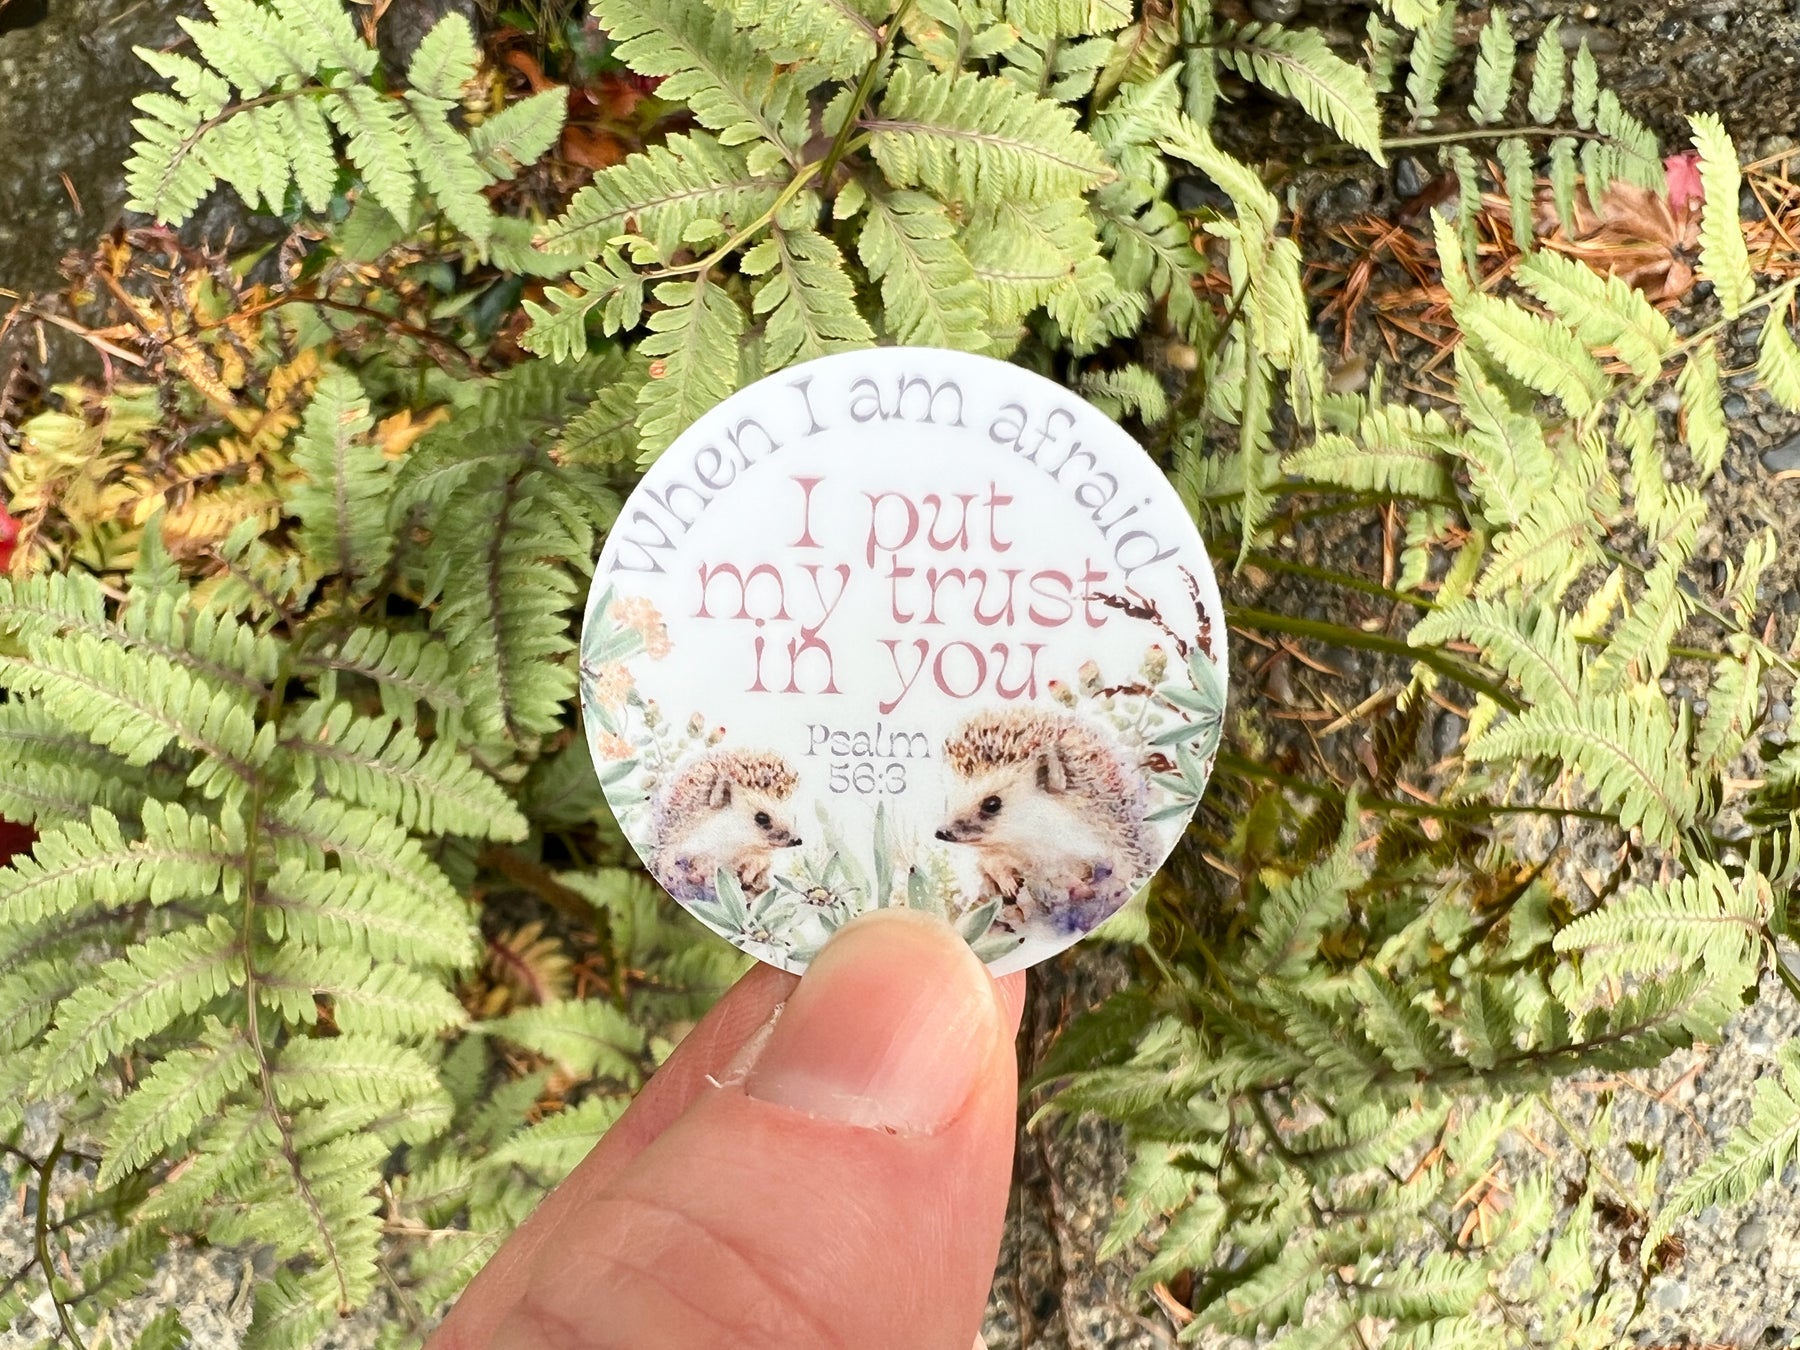 When I am afraid
I put
my trust
in you
Psalm
56:3